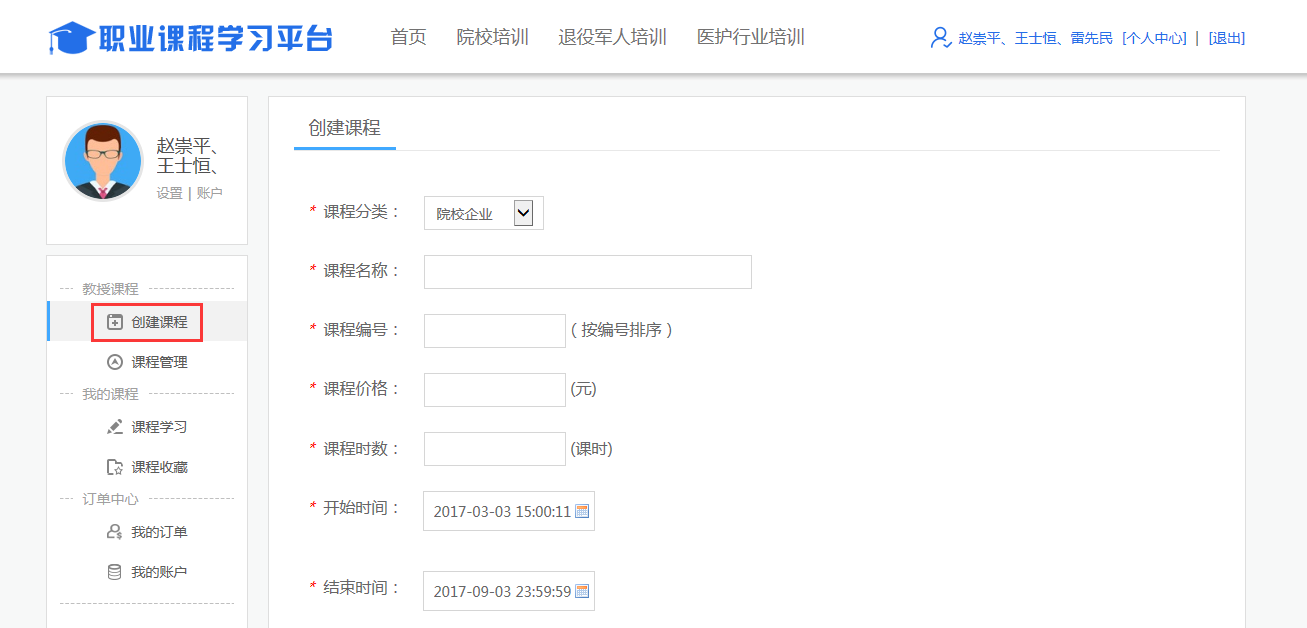 职业课程学习平台
首页 院校培训 退役军人培训 医护行业培训
赵崇平、王士恒、雷先民 [个人中心] | [退出]
赵崇平、
王士恒、
设置 | 账户
教授课程
创建课程
课程管理
我的课程
课程学习
课程收藏
订单中心
我的订单
我的账户
创建课程
* 课程分类： 院校企业
* 课程名称：
* 课程编号： ( 按编号排序 )
* 课程价格： (元)
* 课程时数： (课时)
* 开始时间： 2017-03-03 15:00:11
* 结束时间： 2017-09-03 23:59:59